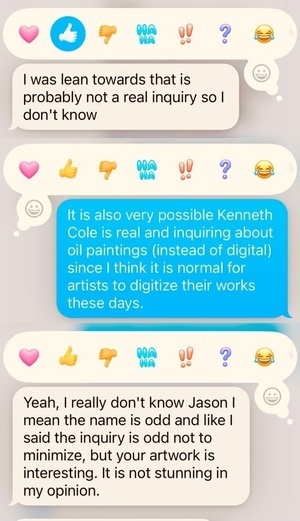 HA HA
!!
?
I was lean towards that is
probably not a real inquiry so I
don't know
HA HA
!!
?
It is also very possible Kenneth
Cole is real and inquiring about
oil paintings (instead of digital)
since I think it is normal for
artists to digitize their works
these days.
HA HA
!!
?
Yeah, I really don't know Jason I
mean the name is odd and like I
said the inquiry is odd not to
minimize, but your artwork is
interesting. It is not stunning in
my opinion.